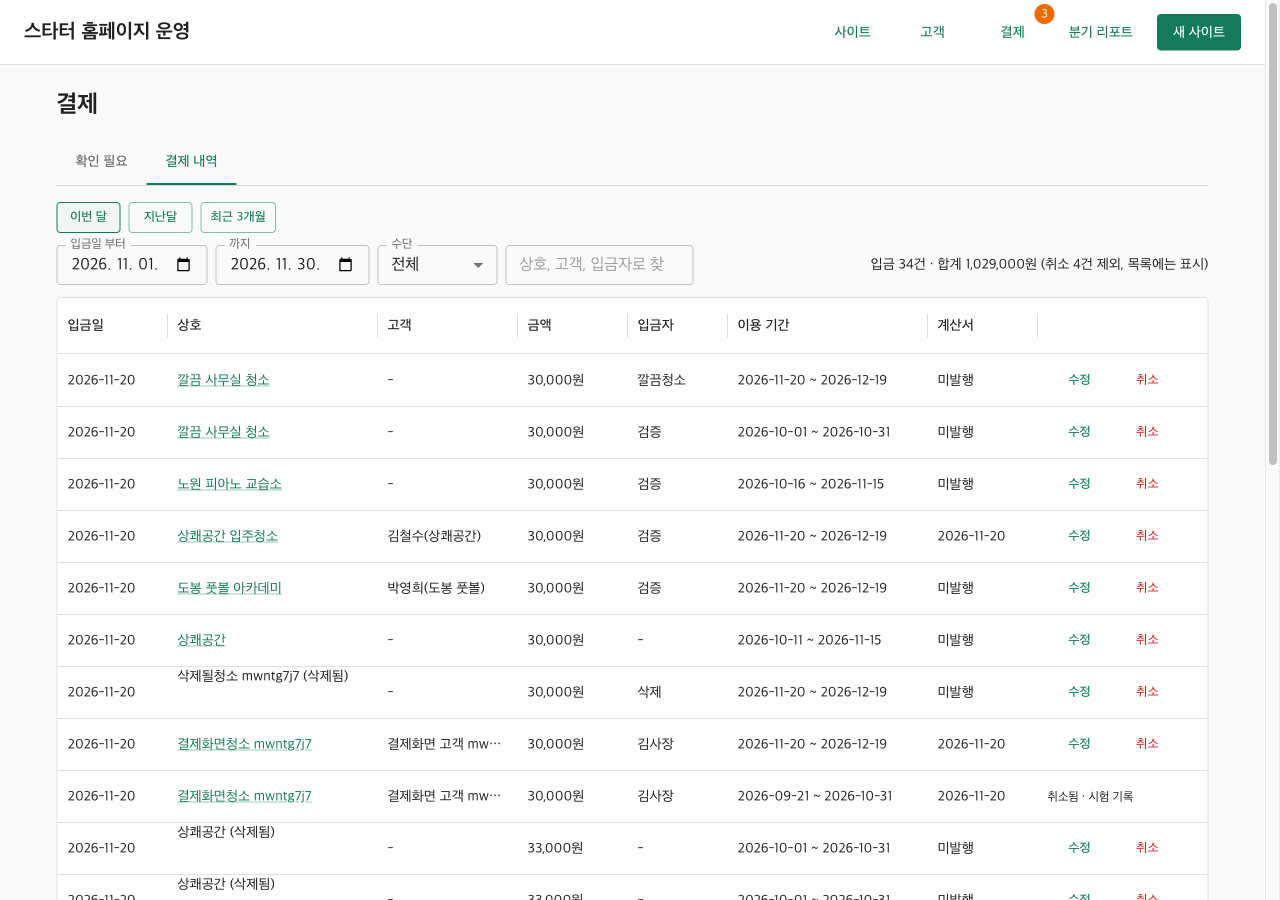 스타터 홈페이지 운영
사이트 고객 결제 3 분기 리포트 새 사이트
결제
확인 필요 결제 내역
이번 달 지난달 최근 3개월
입금일 부터 까지 수단
2026. 11. 01. 2026. 11. 30. 전체 상호, 고객, 입금자로 찾 입금 34건 · 합계 1,029,000원 (취소 4건 제외, 목록에는 표시)
입금일 상호 고객 금액 입금자 이용 기간 계산서
2026-11-20 깔끔 사무실 청소 - 30,000원 깔끔청소 2026-11-20 ~ 2026-12-19 미발행 수정 취소
2026-11-20 깔끔 사무실 청소 - 30,000원 검증 2026-10-01 ~ 2026-10-31 미발행 수정 취소
2026-11-20 노원 피아노 교습소 - 30,000원 검증 2026-10-16 ~ 2026-11-15 미발행 수정 취소
2026-11-20 상쾌공간 입주청소 김철수(상쾌공간) 30,000원 검증 2026-11-20 ~ 2026-12-19 2026-11-20 수정 취소
2026-11-20 도봉 풋볼 아카데미 박영희(도봉 풋볼) 30,000원 검증 2026-11-20 ~ 2026-12-19 미발행 수정 취소
2026-11-20 상쾌공간 - 30,000원 - 2026-10-11 ~ 2026-11-15 미발행 수정 취소
2026-11-20 삭제될청소 mwntg7j7 (삭제됨) - 30,000원 삭제 2026-11-20 ~ 2026-12-19 미발행 수정 취소
2026-11-20 결제화면청소 mwntg7j7 결제화면 고객 mw… 30,000원 김사장 2026-11-20 ~ 2026-12-19 2026-11-20 수정 취소
2026-11-20 결제화면청소 mwntg7j7 결제화면 고객 mw… 30,000원 김사장 2026-09-21 ~ 2026-10-31 2026-11-20 취소됨 · 시험 기록
2026-11-20 상쾌공간 (삭제됨) - 33,000원 - 2026-10-01 ~ 2026-10-31 미발행 수정 취소
2026-11-20 상쾌공간 (삭제됨) - 33,000원 - 2026-10-01 ~ 2026-10-31 미발행 수정 취소